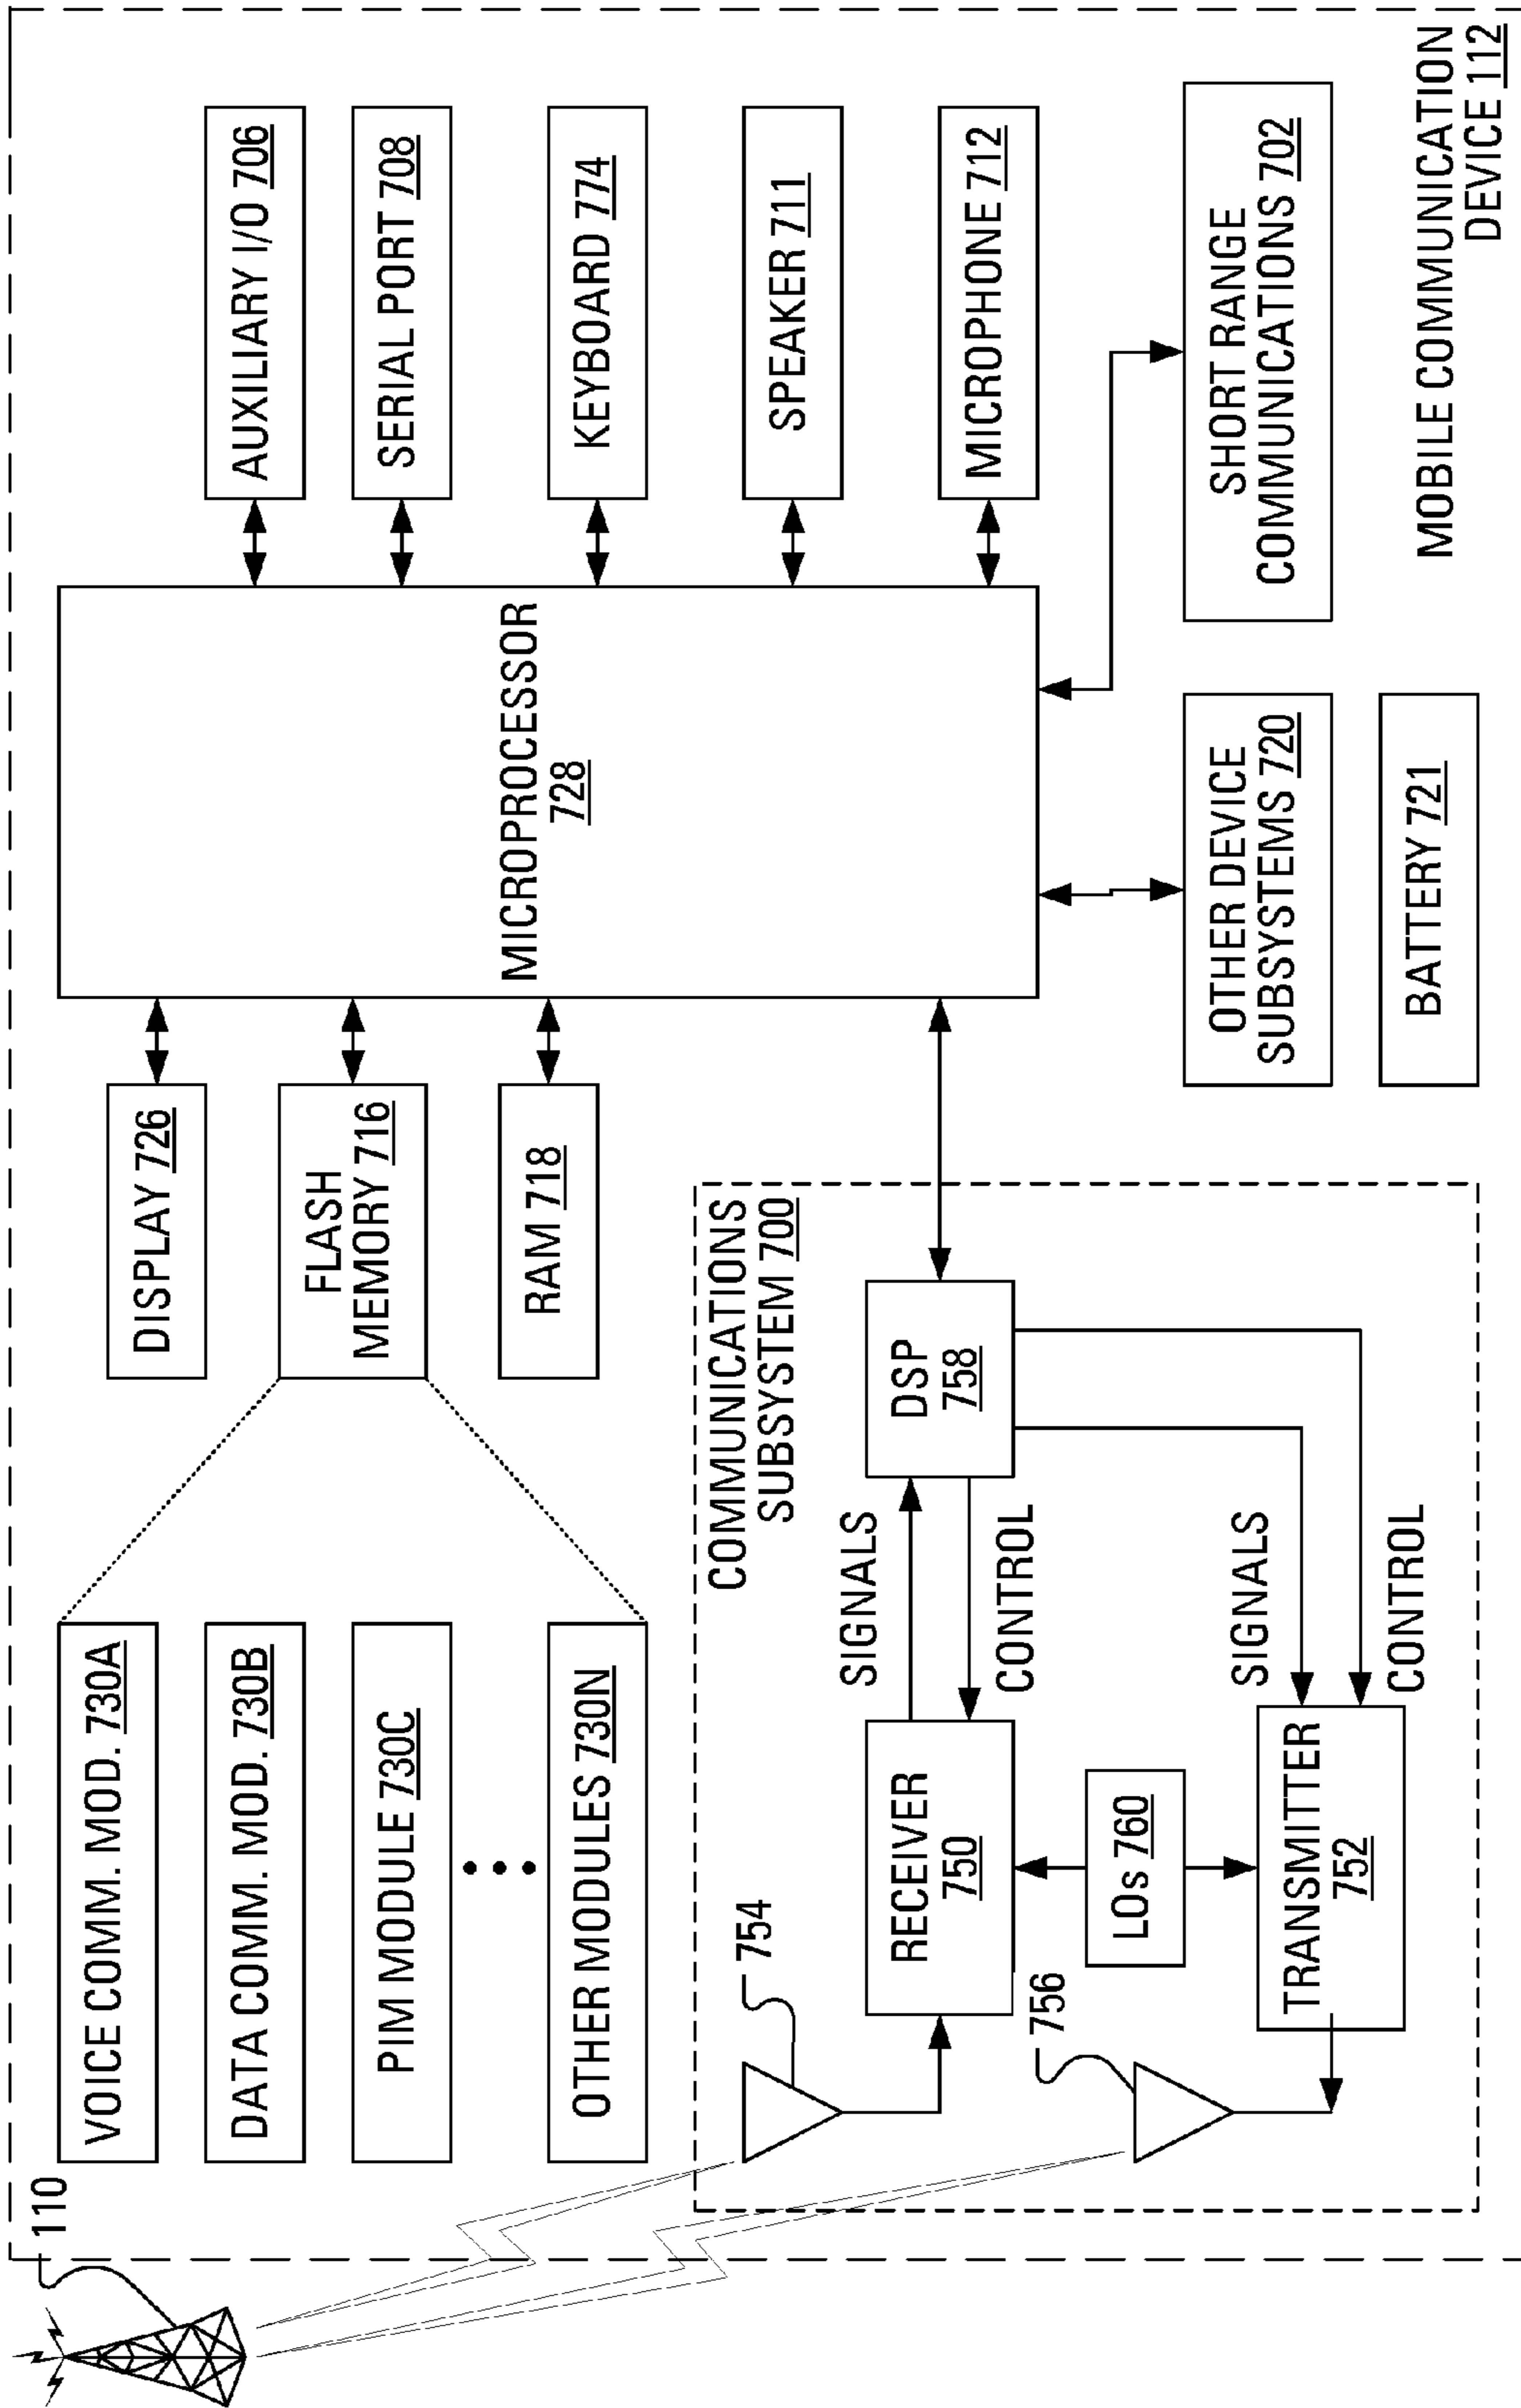 110
VOICE COMM. MOD. 730A
DATA COMM. MOD. 730B
PIM MODULE 730C
OTHER MODULES 730N
DISPLAY 726
FLASH
MEMORY 716
RAM 718
MICROPROCESSOR
728
AUXILIARY I/O 706
SERIAL PORT 708
KEYBOARD 774
SPEAKER 711
MICROPHONE 712
COMMUNICATIONS
SUBSYSTEM 700
754
RECEIVER
750
SIGNALS
CONTROL
DSP
758
756
LOs 760
TRANSMITTER
752
SIGNALS
CONTROL
OTHER DEVICE
SUBSYSTEMS 720
BATTERY 721
SHORT RANGE
COMMUNICATIONS 702
MOBILE COMMUNICATION
DEVICE 112